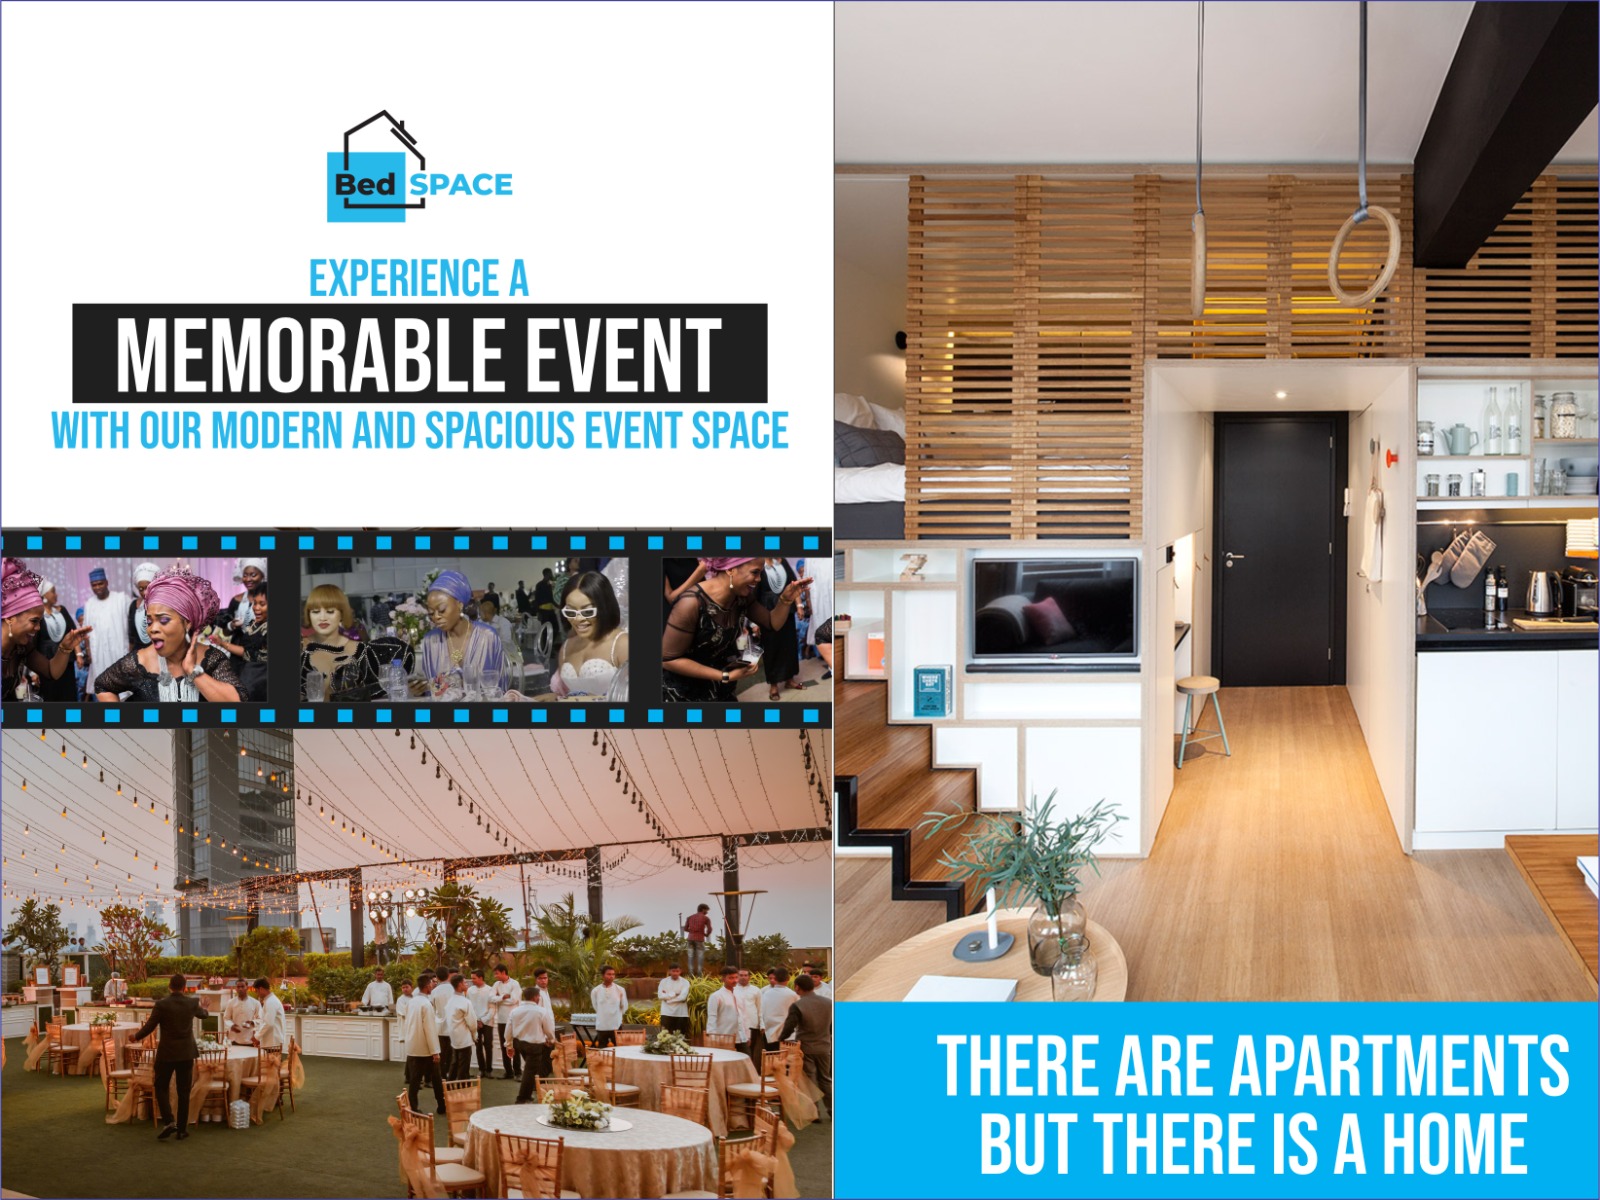 Bed SPACE
EXPERIENCE A
MEMORABLE EVENT
WITH OUR MODERN AND SPACIOUS EVENT SPACE
THERE ARE APARTMENTS
BUT THERE IS A HOME